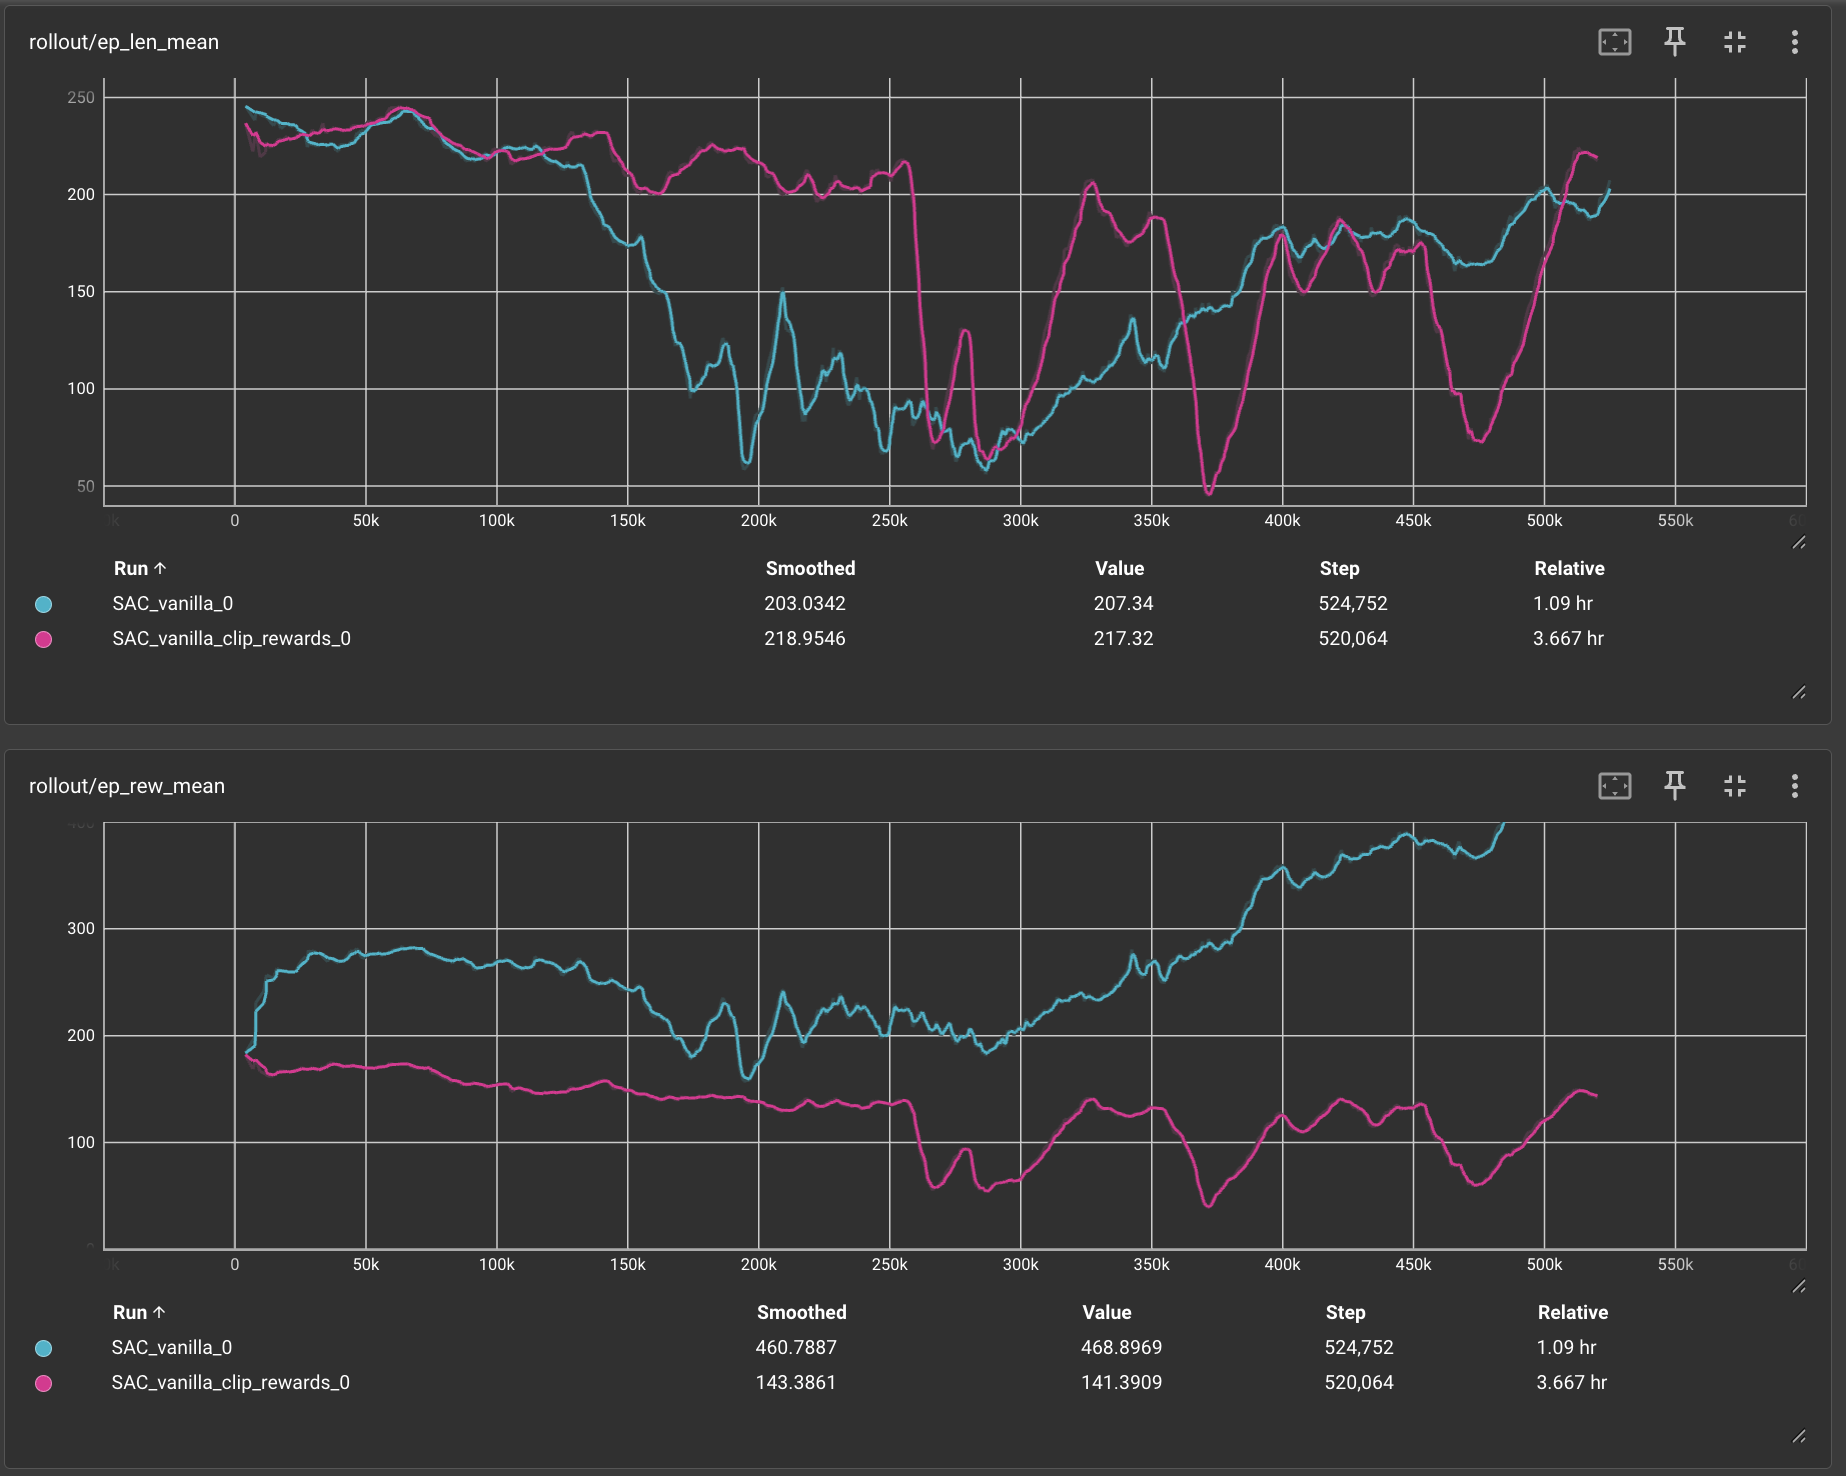 rollout/ep_len_mean
250
200
150
100
50
0 50k 100k 150k 200k 250k 300k 350k 400k 450k 500k 550k
Run ↑ Smoothed Value Step Relative
SAC_vanilla_0 203.0342 207.34 524,752 1.09 hr
SAC_vanilla_clip_rewards_0 218.9546 217.32 520,064 3.667 hr
rollout/ep_rew_mean
400
300
200
100
0
0 50k 100k 150k 200k 250k 300k 350k 400k 450k 500k 550k
Run ↑ Smoothed Value Step Relative
SAC_vanilla_0 460.7887 468.8969 524,752 1.09 hr
SAC_vanilla_clip_rewards_0 143.3861 141.3909 520,064 3.667 hr